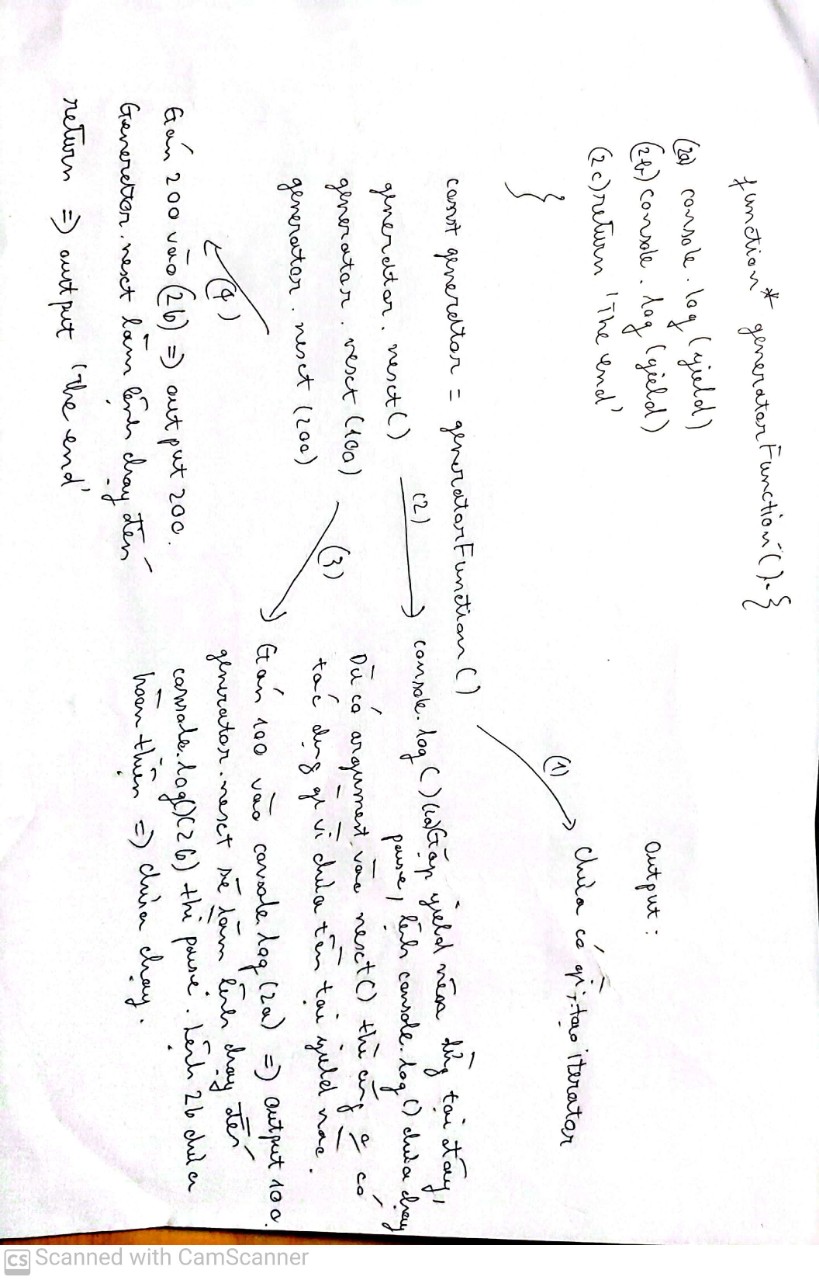 function* generatorFunction() {
(2a) console.log(yield)
(2b) console.log(yield)
(2c) return 'The end'
}
const generator = generatorFunction()
generator.next()
generator.next(100)
generator.next(200)
Output:
(1)
Chưa có gì, tạo iterator
(2)
console.log() (2a) Gặp yield nên dừng tại đây,
pause, lệnh console.log() chưa chạy
Dù có argument vào next() thì cũng có
tác dụng gì vì chưa tồn tại yield nào.
(3)
Gán 100 vào console.log (2a) => output 100.
generator.next sẽ làm lệnh chạy đến
console.log() (2b) thì pause. Lệnh 2b chưa
hoàn thiện => chưa chạy.
(4)
Gán 200 vào (2b) => output 200.
Generator.next làm lệnh chạy đến
return => output 'The end'
CS Scanned with CamScanner